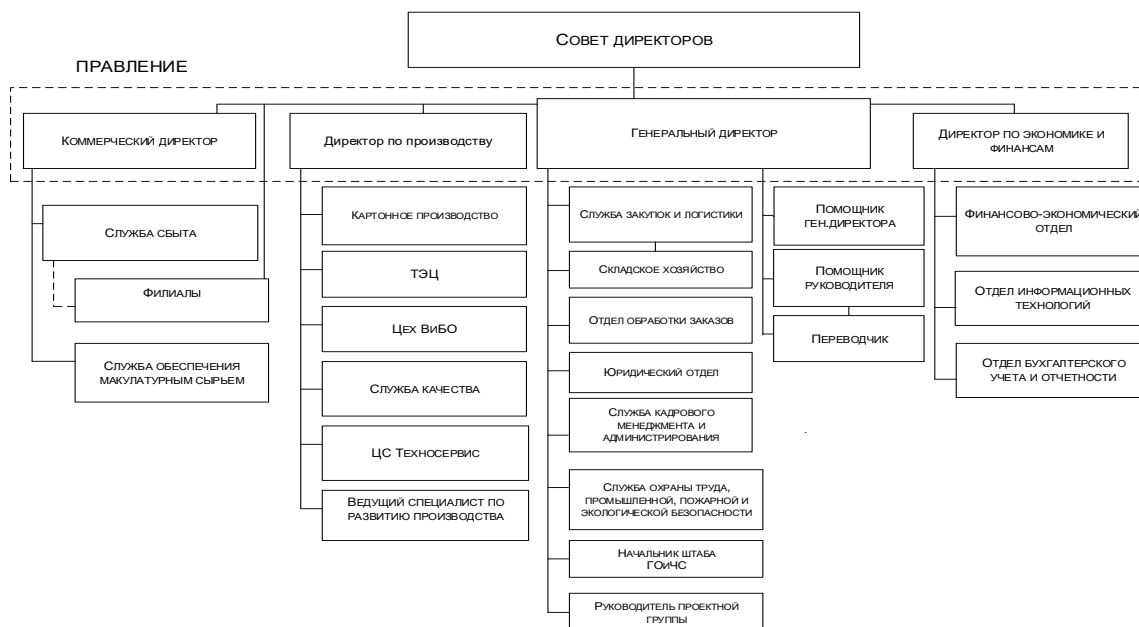 СОВЕТ ДИРЕКТОРОВ
ПРАВЛЕНИЕ
КОММЕРЧЕСКИЙ ДИРЕКТОР
Директор по производству
ГЕНЕРАЛЬНЫЙ ДИРЕКТОР
ДИРЕКТОР ПО ЭКОНОМИКЕ И
ФИНАНСАМ
СЛУЖБА СБЫТА
ФИЛИАЛЫ
СЛУЖБА ОБЕСПЕЧЕНИЯ
МАКУЛАТУРНЫМ СЫРЬЕМ
КАРТОННОЕ ПРОИЗВОДСТВО
ТЭЦ
ЦЕХ ВИБО
СЛУЖБА КАЧЕСТВА
ЦС ТЕХНОСЕРВИС
ВЕДУЩИЙ СПЕЦИАЛИСТ ПО
РАЗВИТИЮ ПРОИЗВОДСТВА
СЛУЖБА ЗАКУПОК И ЛОГИСТИКИ
СКЛАДСКОЕ ХОЗЯЙСТВО
ОТДЕЛ ОБРАБОТКИ ЗАКАЗОВ
ЮРИДИЧЕСКИЙ ОТДЕЛ
СЛУЖБА КАДРОВОГО
МЕНЕДЖМЕНТА И
АДМИНИСТРИРОВАНИЯ
СЛУЖБА ОХРАНЫ ТРУДА,
ПРОМЫШЛЕННОЙ, ПОЖАРНОЙ И
ЭКОЛОГИЧЕСКОЙ БЕЗОПАСНОСТИ
НАЧАЛЬНИК ШТАБА
ГОИЧС
РУКОВОДИТЕЛЬ ПРОЕКТНОЙ
ГРУППЫ
ПОМОЩНИК
ГЕН.ДИРЕКТОРА
ПОМОЩНИК
РУКОВОДИТЕЛЯ
ПЕРЕВОДЧИК
ФИНАНСОВО-ЭКОНОМИЧЕСКИЙ
ОТДЕЛ
ОТДЕЛ ИНФОРМАЦИОННЫХ
ТЕХНОЛОГИЙ
ОТДЕЛ БУХГАЛТЕРСКОГО
УЧЕТА И ОТЧЕТНОСТИ